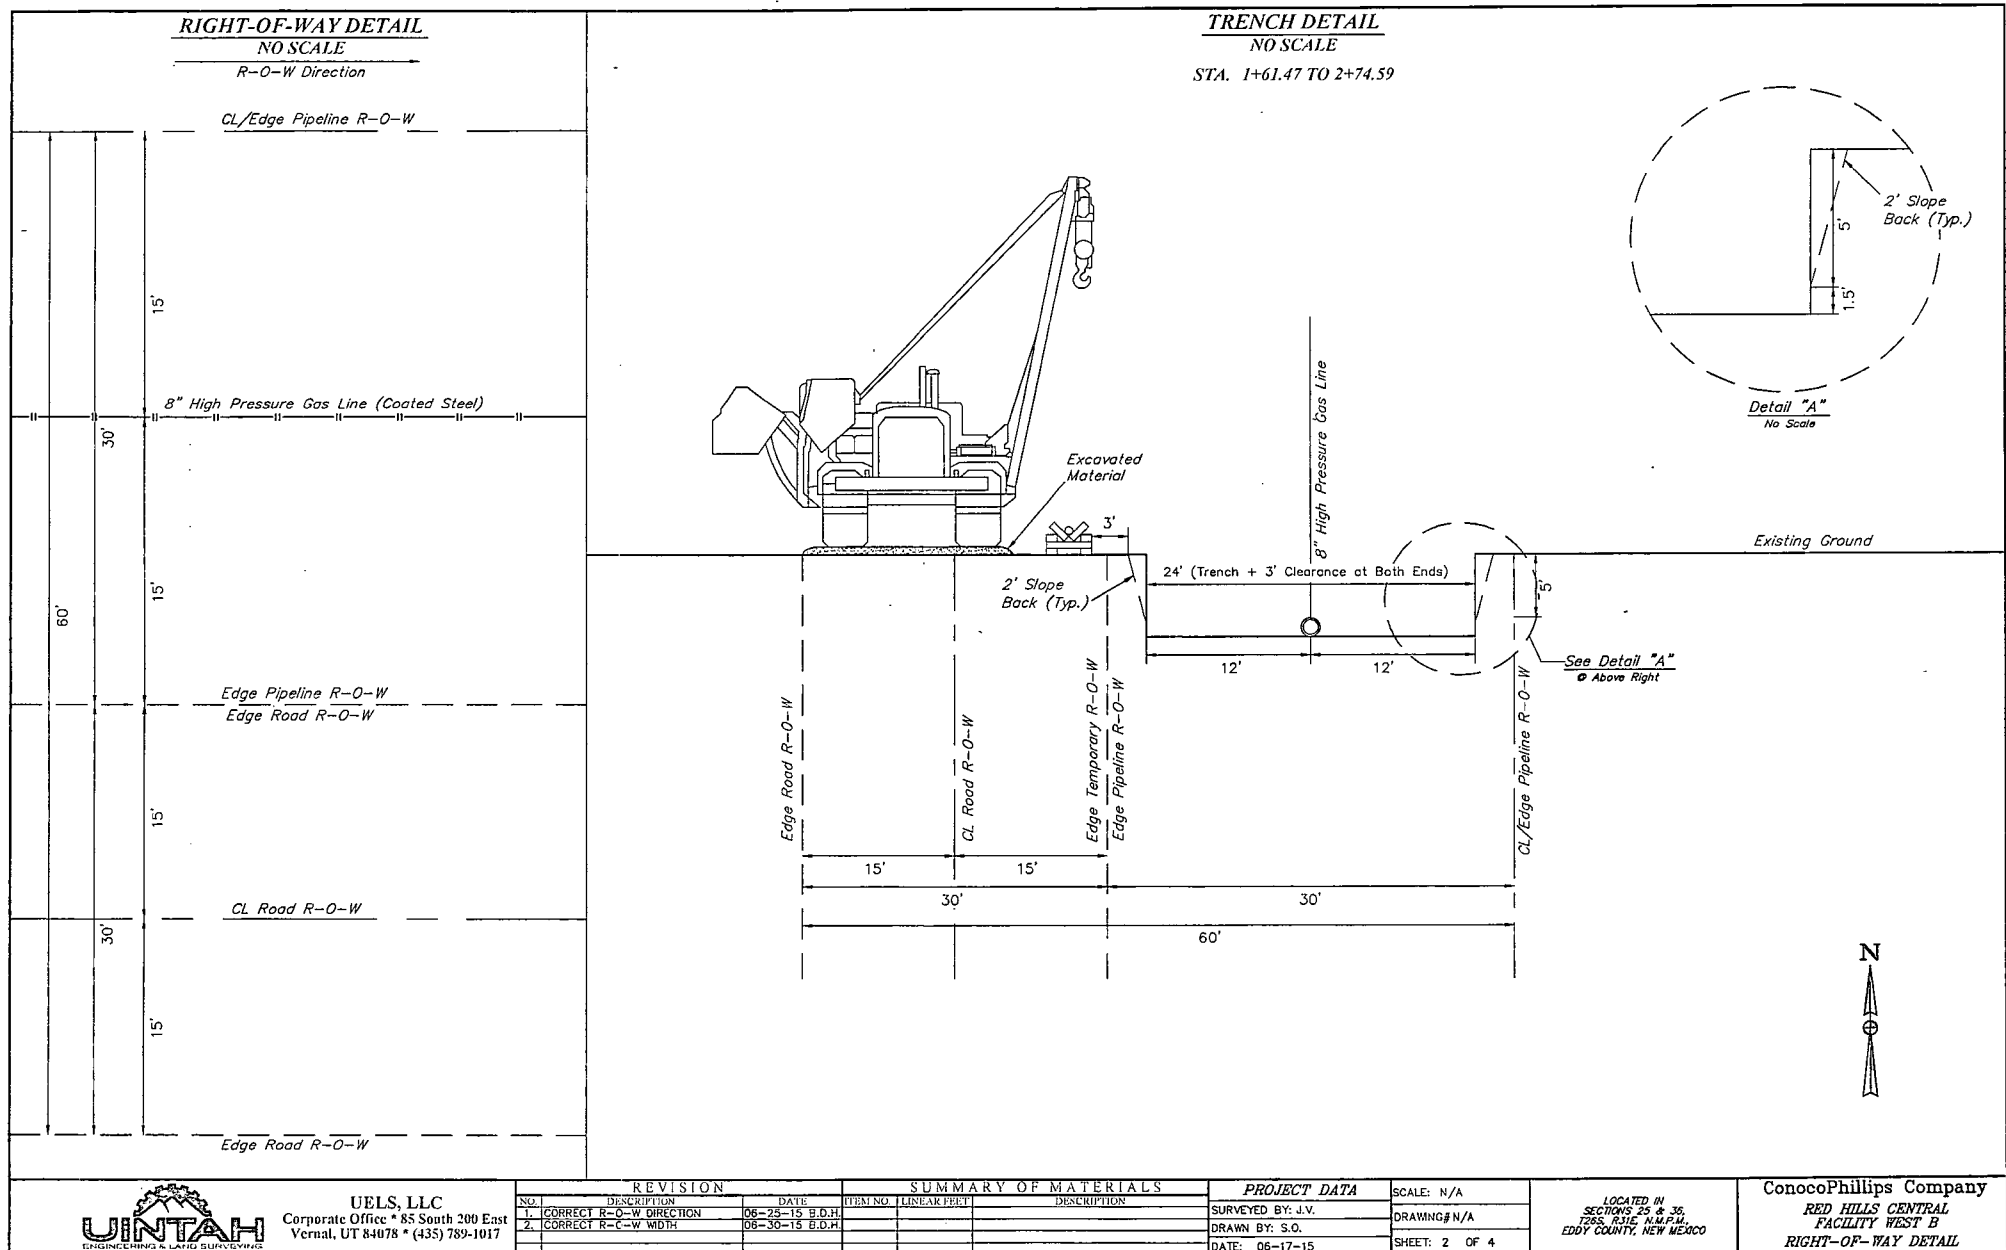 RIGHT-OF-WAY DETAIL
NO SCALE
R-O-W Direction
CL/Edge Pipeline R-O-W
15'
8" High Pressure Gas Line (Coated Steel)
30'
60'
15'
Edge Pipeline R-O-W
Edge Road R-O-W
15'
CL Road R-O-W
30'
15'
Edge Road R-O-W
TRENCH DETAIL
NO SCALE
STA. 1+61.47 TO 2+74.59
2' Slope
Back (Typ.)
5'
1.5'
Detail "A"
No Scale
8" High Pressure Gas Line
Excavated
Material
3'
Existing Ground
24' (Trench + 3' Clearance at Both Ends)
2' Slope
Back (Typ.)
5'
12'
12'
See Detail "A"
@ Above Right
Edge Road R-O-W
CL Road R-O-W
Edge Temporary R-O-W
Edge Pipeline R-O-W
CL/Edge Pipeline R-O-W
15'
15'
30'
30'
60'
N
UINTAH
ENGINEERING & LAND SURVEYING
UELS, LLC
Corporate Office * 85 South 200 East
Vernal, UT 84078 * (435) 789-1017
REVISION
NO. DESCRIPTION DATE
1. CORRECT R-O-W DIRECTION 06-25-15 B.D.H.
2. CORRECT R-O-W WIDTH 06-30-15 B.D.H.
SUMMARY OF MATERIALS
ITEM NO. LINEAR FEET DESCRIPTION
PROJECT DATA
SURVEYED BY: J.V.
DRAWN BY: S.O.
DATE: 06-17-15
SCALE: N/A
DRAWING# N/A
SHEET: 2 OF 4
LOCATED IN
SECTIONS 25 & 36,
T26S, R31E, N.M.P.M.,
EDDY COUNTY, NEW MEXICO
ConocoPhillips Company
RED HILLS CENTRAL
FACILITY WEST B
RIGHT-OF-WAY DETAIL